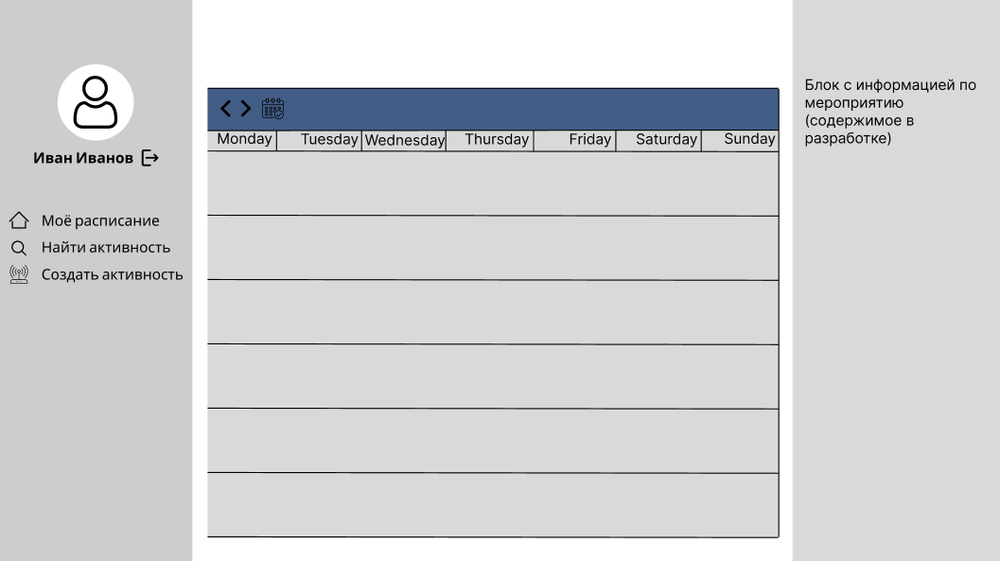 Иван Иванов
Моё расписание
Найти активность
Создать активность
Monday Tuesday Wednesday Thursday Friday Saturday Sunday
Блок с информацией по
мероприятию
(содержимое в
разработке)